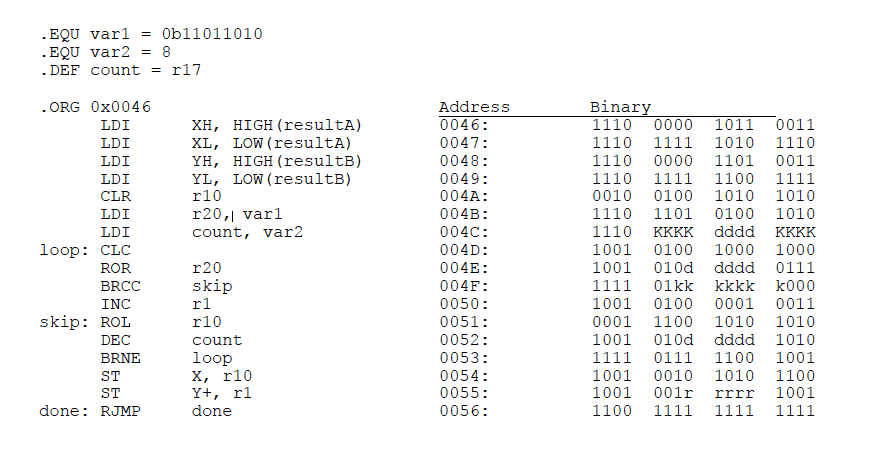 .EQU var1 = 0b11011010
.EQU var2 = 8
.DEF count = r17
.ORG 0x0046 Address Binary
LDI XH, HIGH(resultA) 0046: 1110 0000 1011 0011
LDI XL, LOW(resultA) 0047: 1110 1111 1010 1110
LDI YH, HIGH(resultB) 0048: 1110 0000 1101 0011
LDI YL, LOW(resultB) 0049: 1110 1111 1100 1111
CLR r10 004A: 0010 0100 1010 1010
LDI r20, var1 004B: 1110 1101 0100 1010
LDI count, var2 004C: 1110 KKKK dddd KKKK
loop: CLC 004D: 1001 0100 1000 1000
ROR r20 004E: 1001 010d dddd 0111
BRCC skip 004F: 1111 01kk kkkk k000
INC r1 0050: 1001 0100 0001 0011
skip: ROL r10 0051: 0001 1100 1010 1010
DEC count 0052: 1001 010d dddd 1010
BRNE loop 0053: 1111 0111 1100 1001
ST X, r10 0054: 1001 0010 1010 1100
ST Y+, r1 0055: 1001 001r rrrr 1001
done: RJMP done 0056: 1100 1111 1111 1111